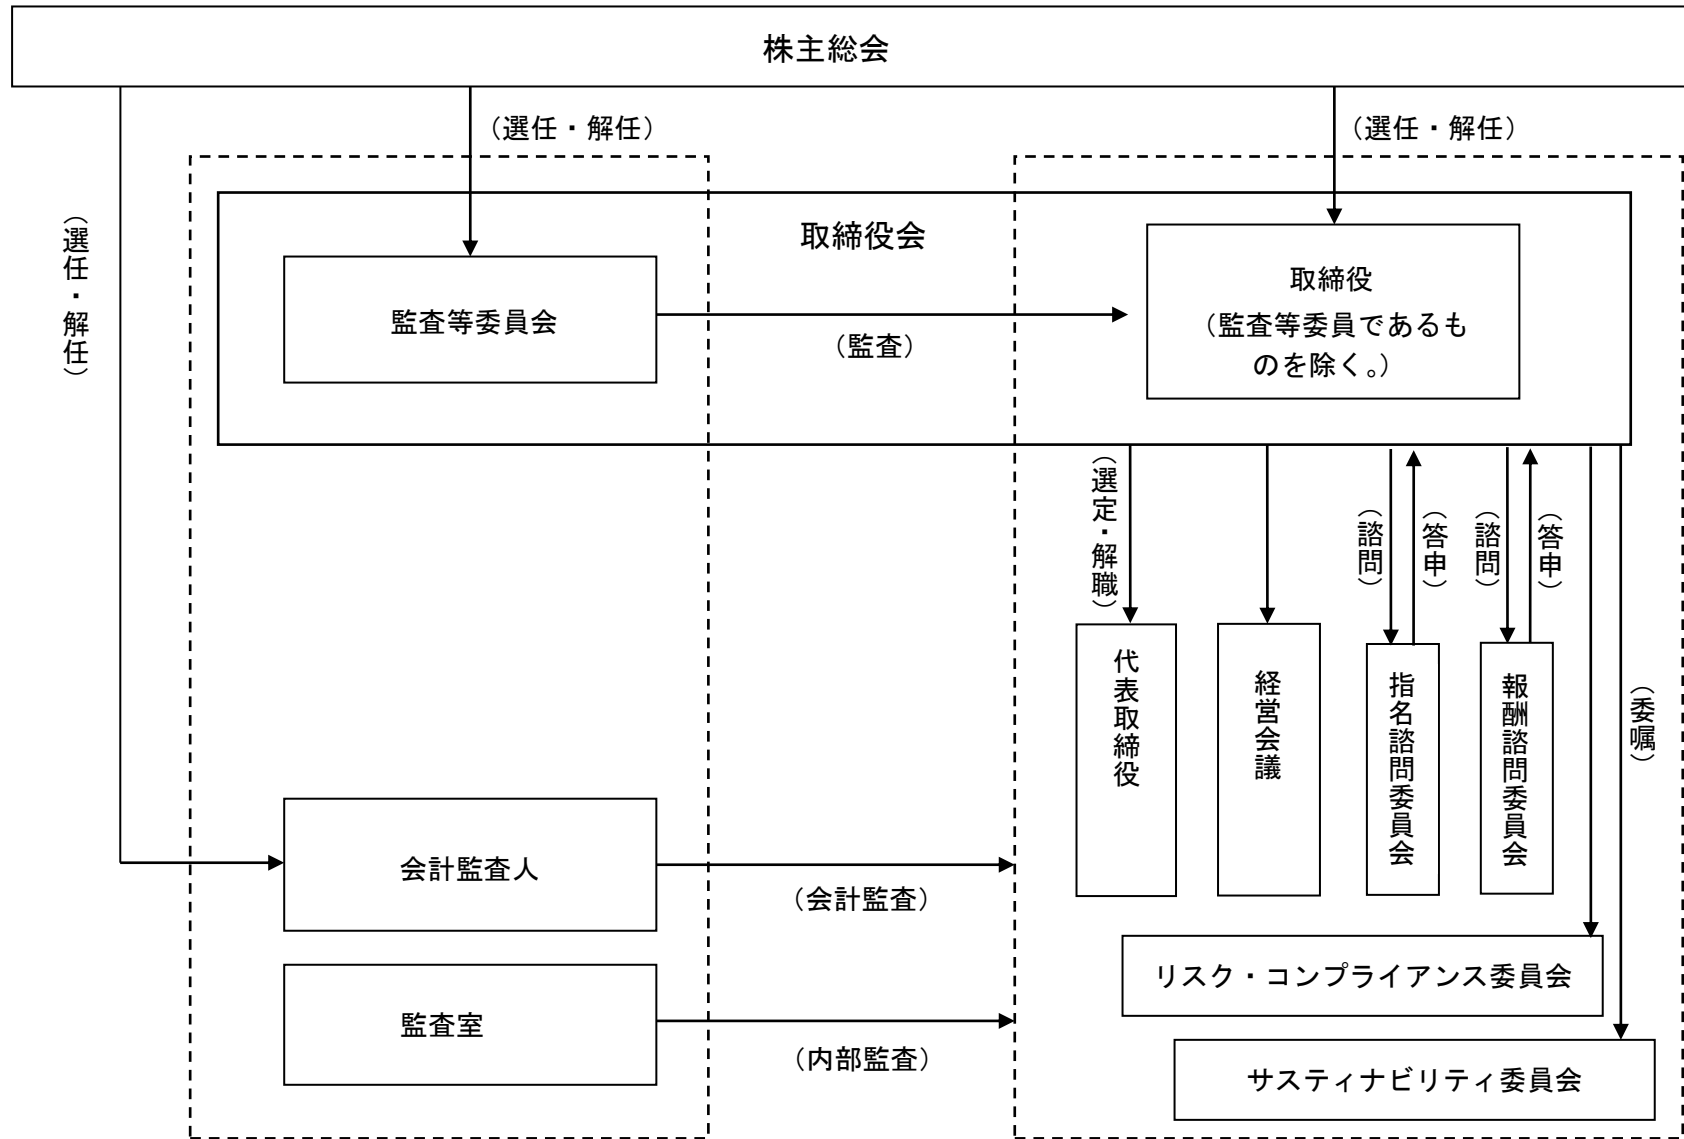 株主総会
（選任・解任）
（選任・解任）
（選任・解任）
取締役会
監査等委員会
（監査）
取締役
（監査等委員であるも
のを除く。）
（選定・解職）
（諮問）
（答申）
（諮問）
（答申）
（委嘱）
代表取締役
経営会議
指名諮問委員会
報酬諮問委員会
会計監査人
（会計監査）
リスク・コンプライアンス委員会
監査室
（内部監査）
サスティナビリティ委員会